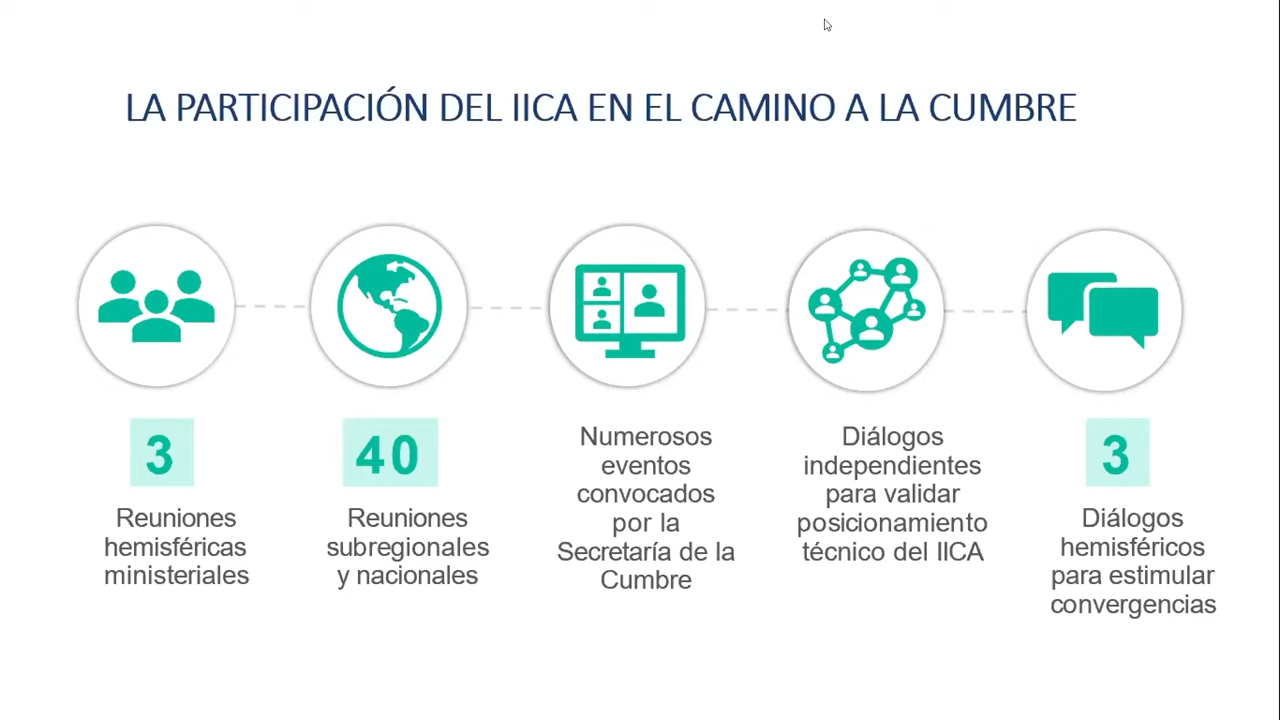 LA PARTICIPACIÓN DEL IICA EN EL CAMINO A LA CUMBRE
3
Reuniones
hemisféricas
ministeriales
40
Reuniones
subregionales
y nacionales
Numerosos
eventos
convocados
por la
Secretaría de la
Cumbre
Diálogos
independientes
para validar
posicionamiento
técnico del IICA
3
Diálogos
hemisféricos
para estimular
convergencias